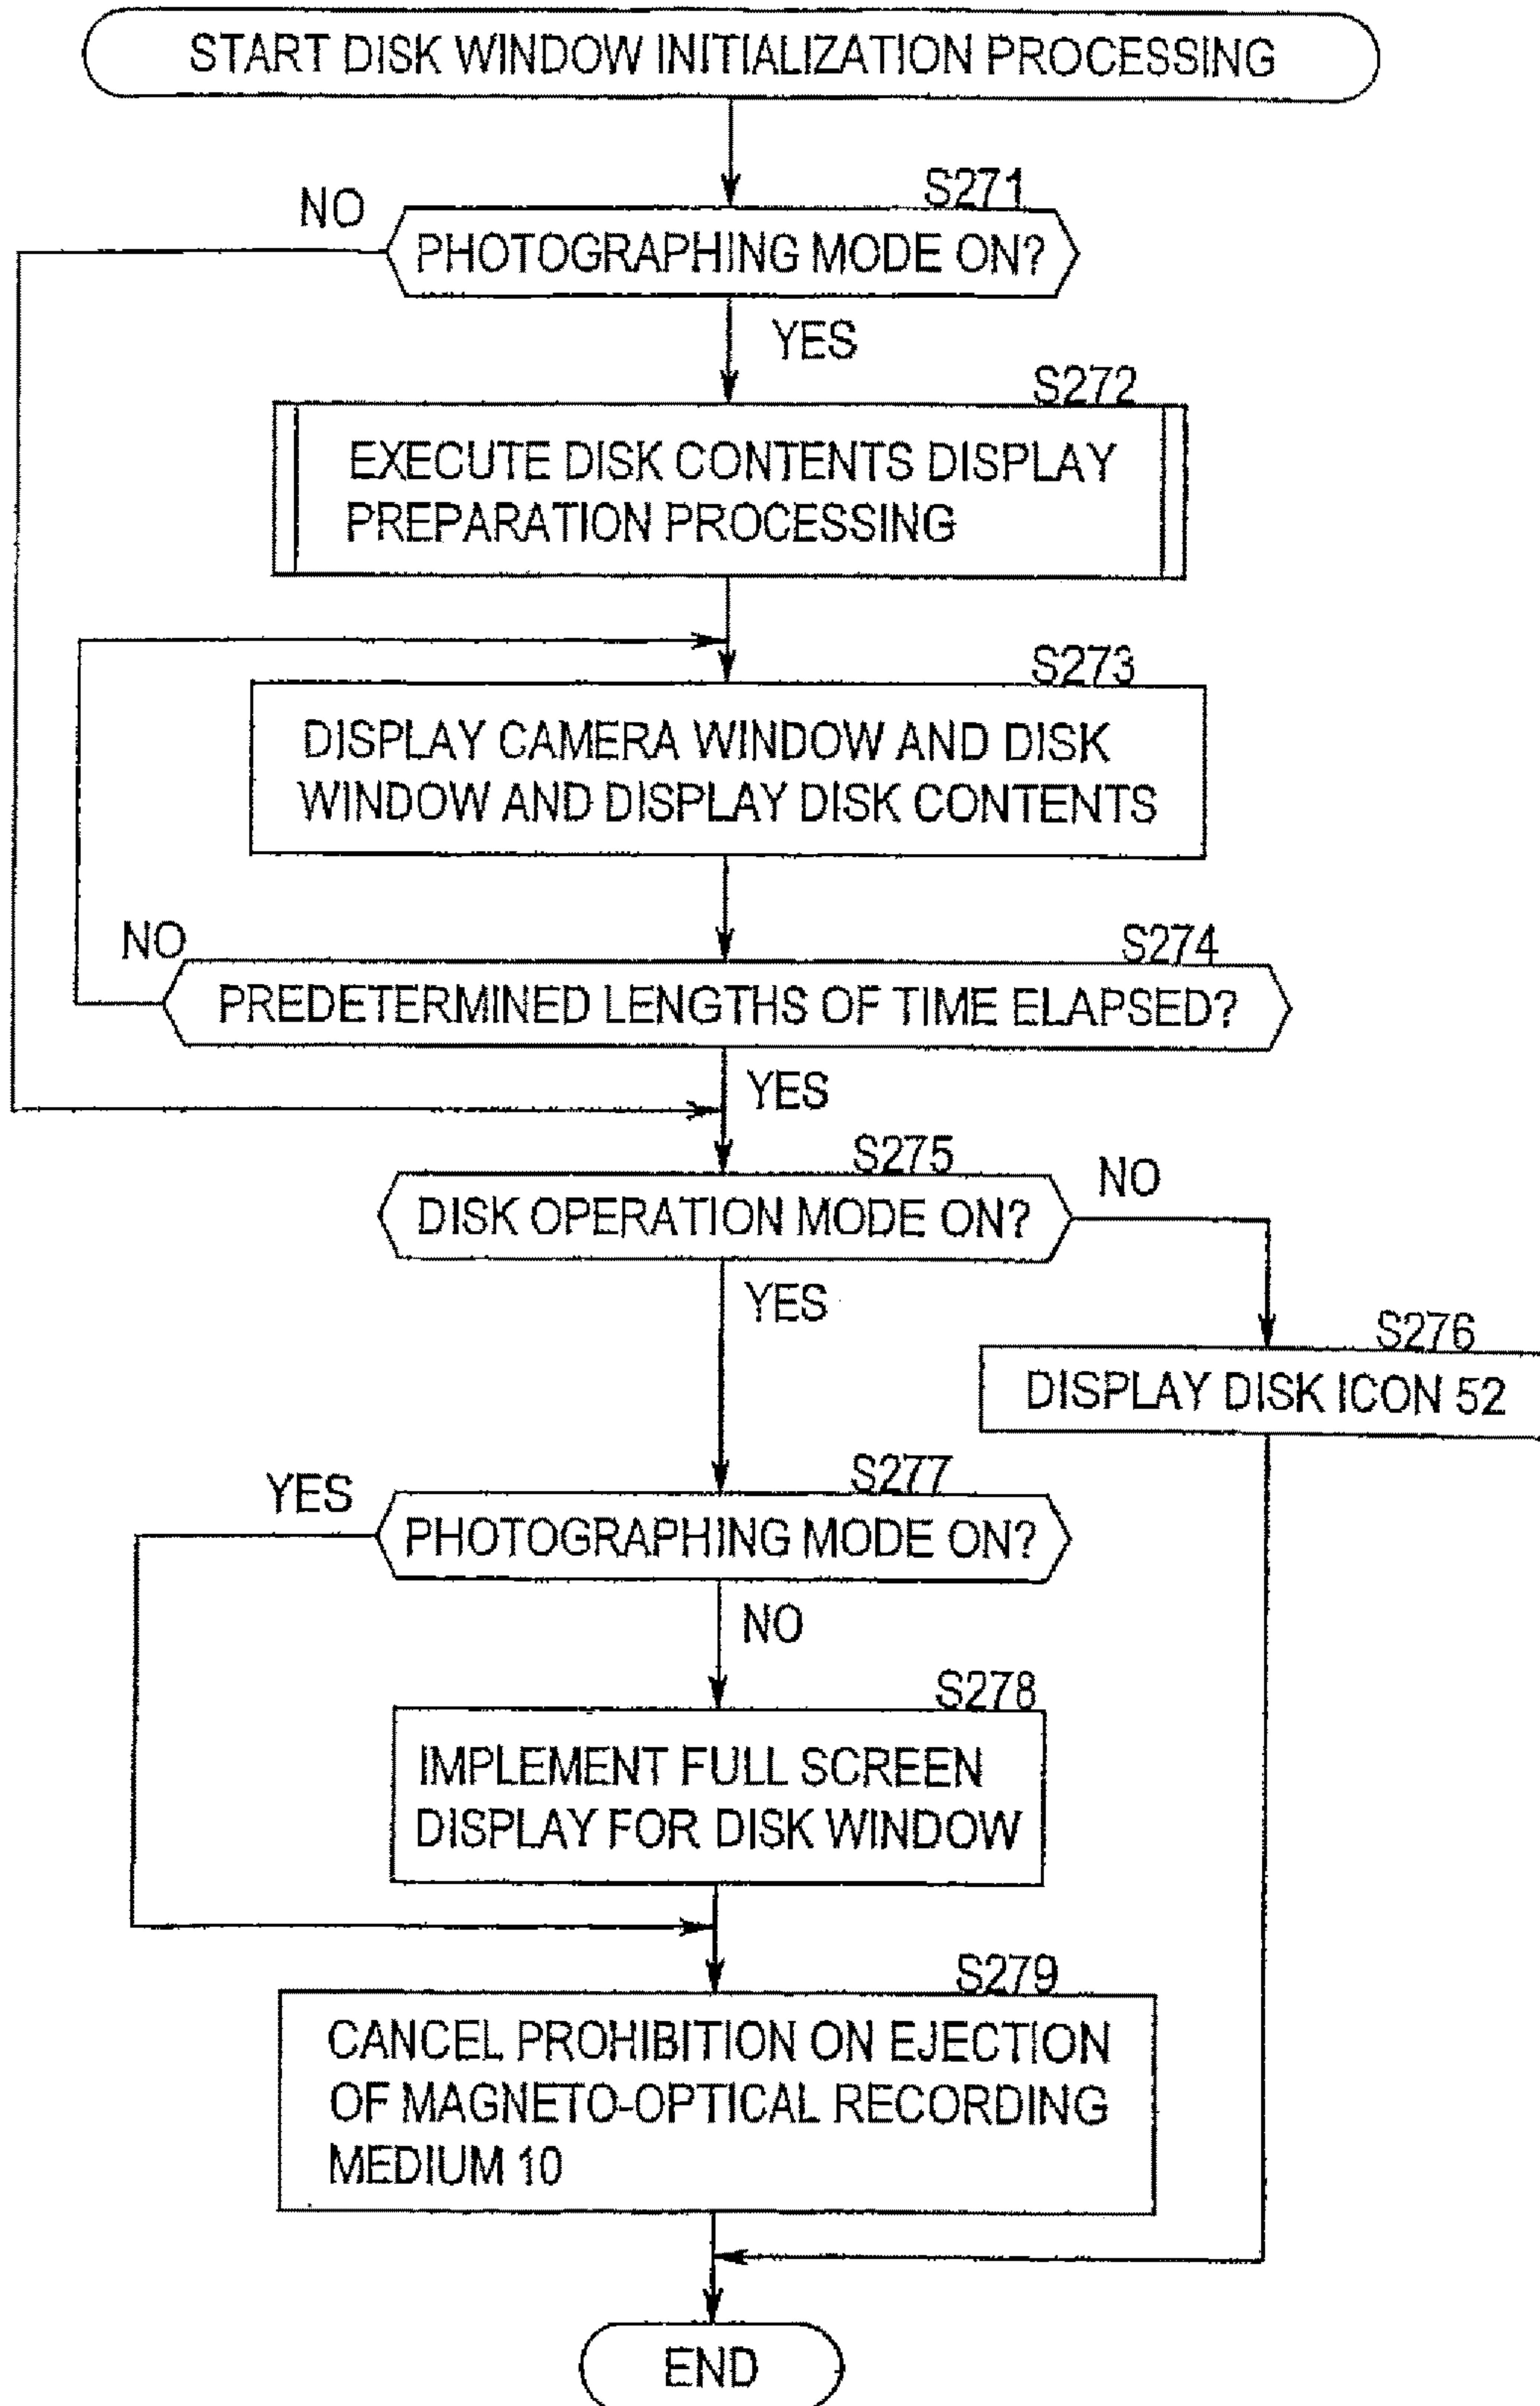 START DISK WINDOW INITIALIZATION PROCESSING
S271
NO
PHOTOGRAPHING MODE ON?
YES
S272
EXECUTE DISK CONTENTS DISPLAY
PREPARATION PROCESSING
S273
DISPLAY CAMERA WINDOW AND DISK
WINDOW AND DISPLAY DISK CONTENTS
NO
S274
PREDETERMINED LENGTHS OF TIME ELAPSED?
YES
S275
NO
DISK OPERATION MODE ON?
YES
S276
DISPLAY DISK ICON 52
S277
YES
PHOTOGRAPHING MODE ON?
NO
S278
IMPLEMENT FULL SCREEN
DISPLAY FOR DISK WINDOW
S279
CANCEL PROHIBITION ON EJECTION
OF MAGNETO-OPTICAL RECORDING
MEDIUM 10
END